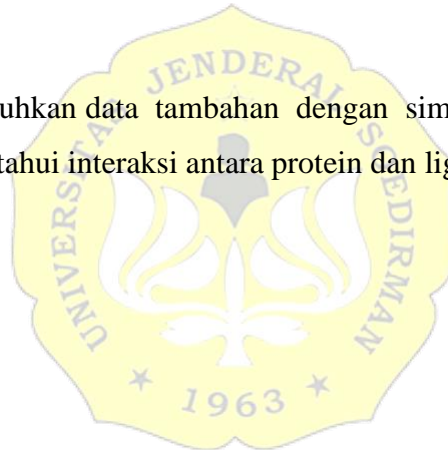 uhkan data tambahan dengan sim
tahui interaksi antara protein dan lig
UNIVERSITAS JENDERAL SOEDIRMAN
★ 1963 ★